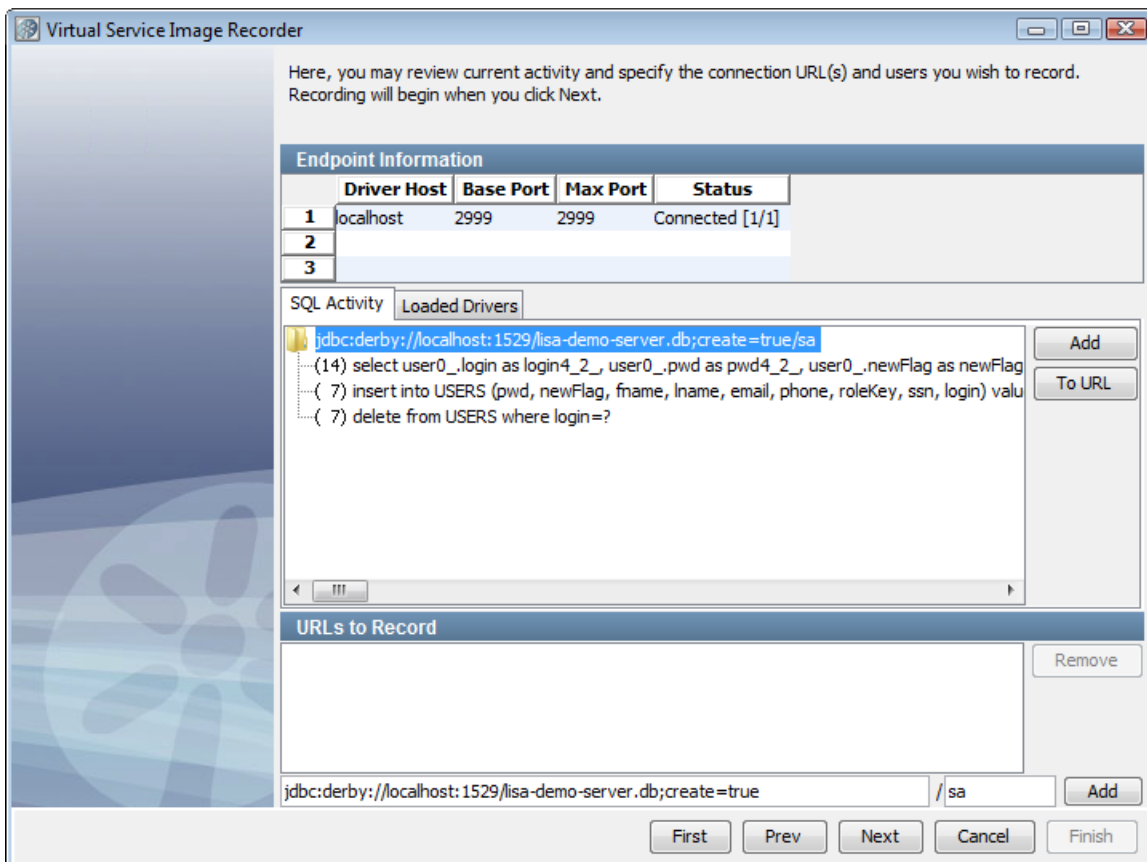 Virtual Service Image Recorder
Here, you may review current activity and specify the connection URL(s) and users you wish to record.
Recording will begin when you click Next.
Endpoint Information
Driver Host Base Port Max Port Status
1 localhost 2999 2999 Connected [1/1]
2
3
SQL Activity Loaded Drivers
jdbc:derby://localhost:1529/lisa-demo-server.db;create=true/sa
Add
(14) select user0_.login as login4_2_, user0_.pwd as pwd4_2_, user0_.newFlag as newFlag
To URL
( 7) insert into USERS (pwd, newFlag, fname, lname, email, phone, roleKey, ssn, login) valu
( 7) delete from USERS where login=?
URLs to Record
Remove
jdbc:derby://localhost:1529/lisa-demo-server.db;create=true / sa Add
First Prev Next Cancel Finish